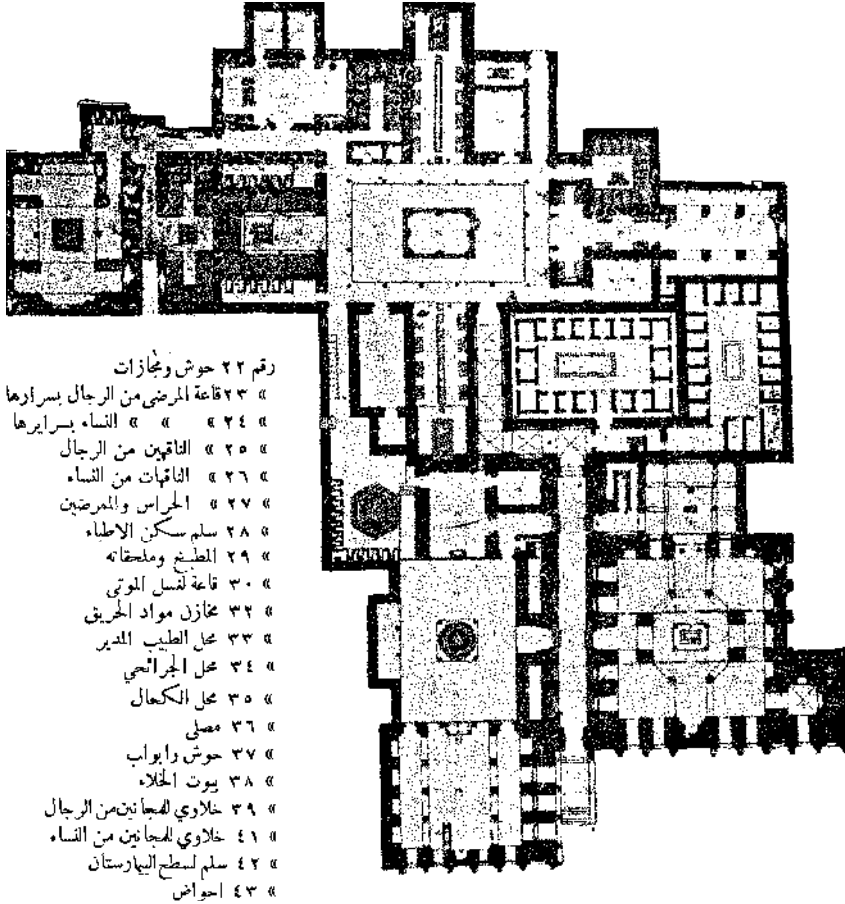 رقم ٢٢ حوش ومجازات
» ٢٣ قاعة المرضى من الرجال بسرارها
» ٢٤ » » النساء بسرايرها
» ٢٥ » الناقهين من الرجال
» ٢٦ » الناقهات من النساء
» ٢٧ » الحراس والممرضين
» ٢٨ سلم سكن الاطباء
» ٢٩ المطبخ وملحقاته
» ٣٠ قاعة لغسل الموتى
» ٣٢ مخازن مواد الحريق
» ٣٣ محل الطبيب المدير
» ٣٤ محل الجرائحي
» ٣٥ محل الكحال
» ٣٦ مصلى
» ٣٧ حوش وابواب
» ٣٨ بيوت الخلاء
» ٣٩ خلاوي للمجانين من الرجال
» ٤١ خلاوي للمجانين من النساء
» ٤٢ سلم لسطح البيمارستان
» ٤٣ احواض